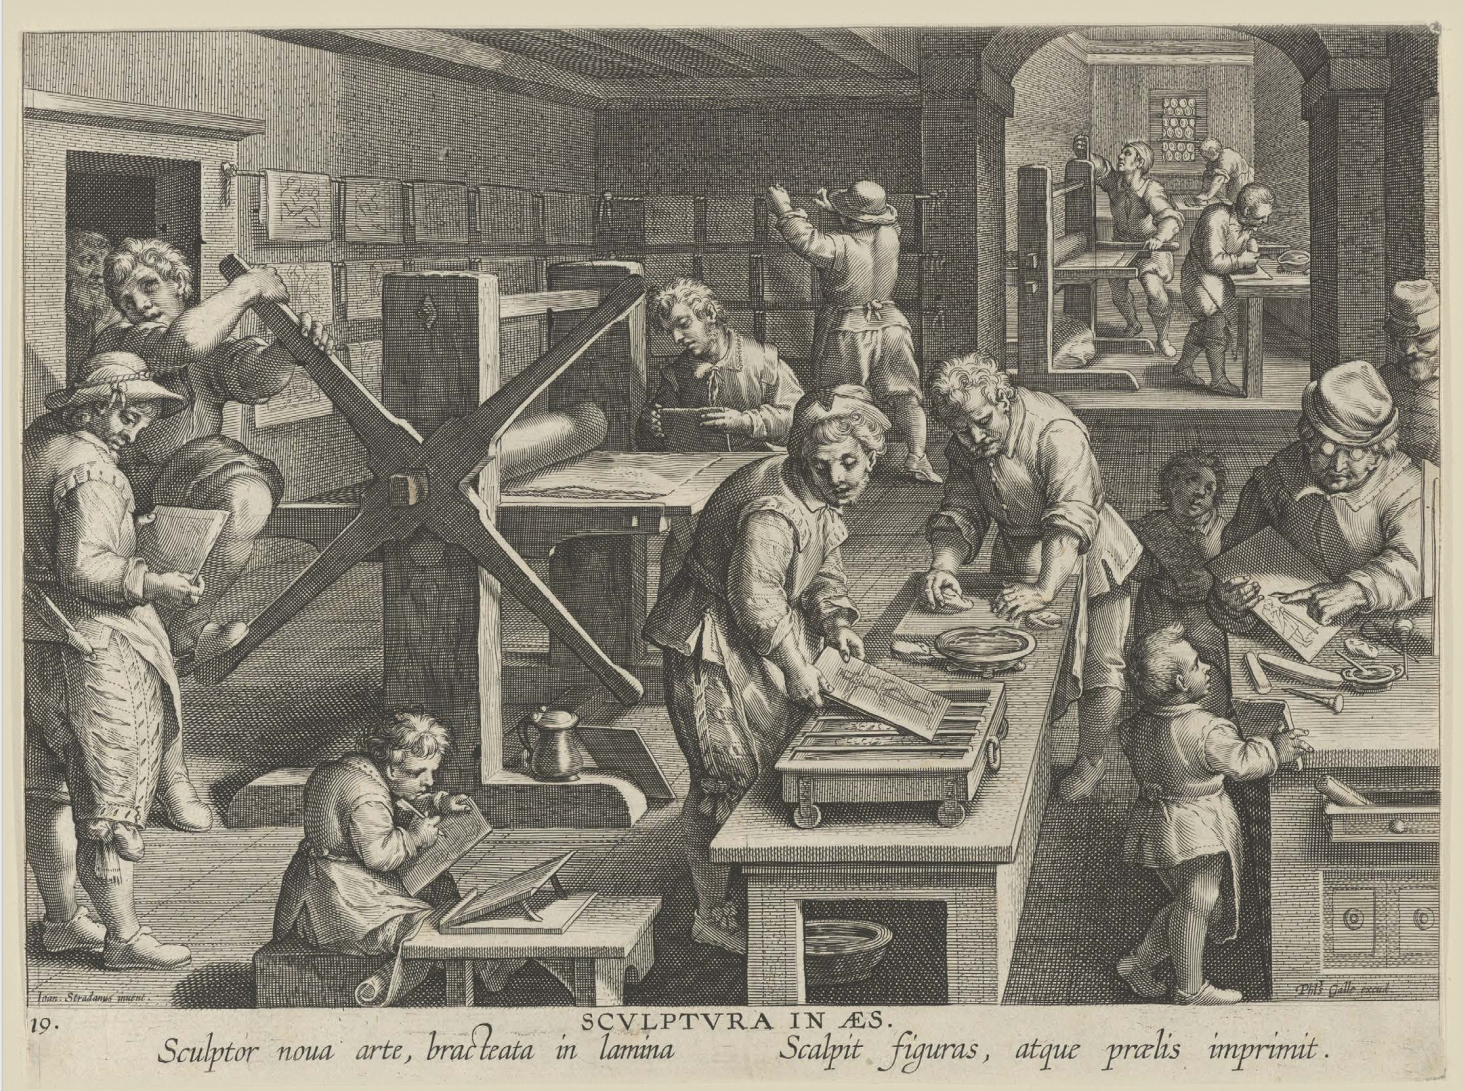 Ioan. Stradanus invent.
Phls Galle excud.
19.
SCVLPTVRA IN ÆS.
Sculptor noua arte, bracteata in lamina
Scalpit figuras, atque prælis imprimit.